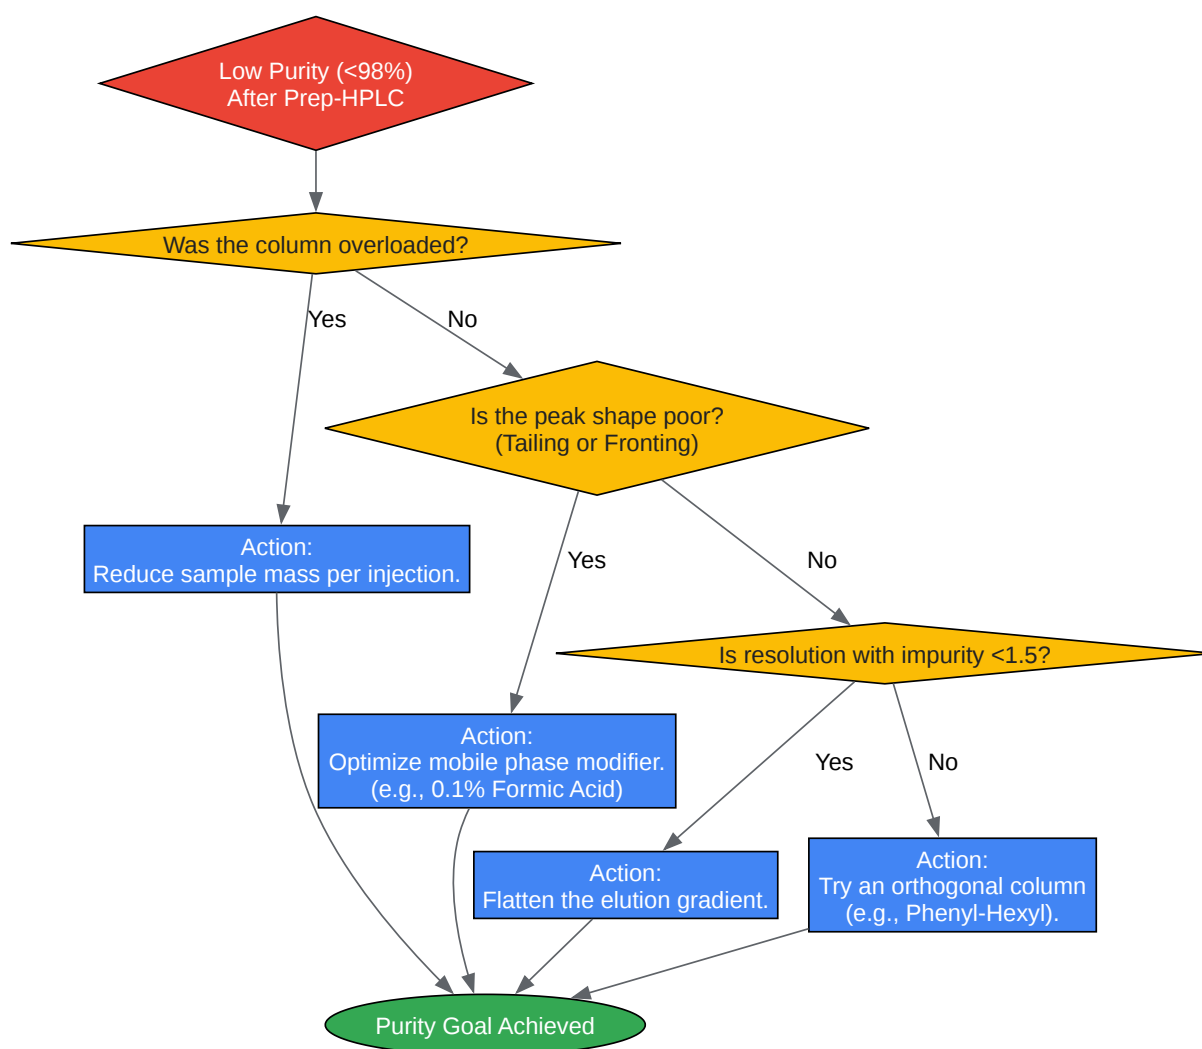 Low Purity (<98%)
After Prep-HPLC
Was the column overloaded?
Yes
No
Is the peak shape poor?
(Tailing or Fronting)
Action:
Reduce sample mass per injection.
Yes
No
Is resolution with impurity <1.5?
Action:
Optimize mobile phase modifier.
(e.g., 0.1% Formic Acid)
Yes
No
Action:
Flatten the elution gradient.
Action:
Try an orthogonal column
(e.g., Phenyl-Hexyl).
Purity Goal Achieved